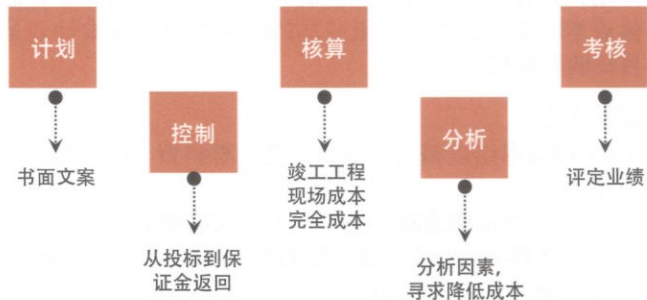 计划
书面文案
控制
从投标到保
证金返回
核算
竣工工程
现场成本
完全成本
分析
分析因素，
寻求降低成本
考核
评定业绩